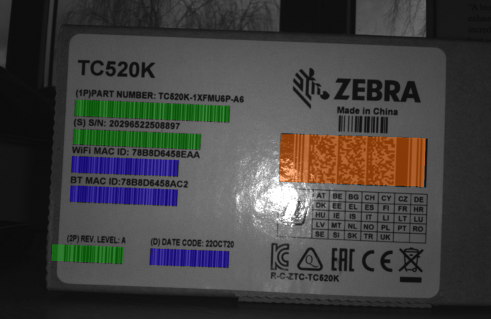 TC520K
ZEBRA
Made in China
(1P)PART NUMBER: TC520K-1XFMU6P-A6
(S) S/N: 20296522508897
WiFi MAC ID: 78B8D6458EAA
BT MAC ID:78B8D6458AC2
AT BE BG CH CY CZ DE
DK EE EL ES FI FR HR
HU IE IS IT LI LT LU
LV MT NL NO PL PT RO
SE SI SK TR UK
(2P) REV. LEVEL: A
(D) DATE CODE: 22OCT20
EAC CE
R-C-ZTC-TC520K